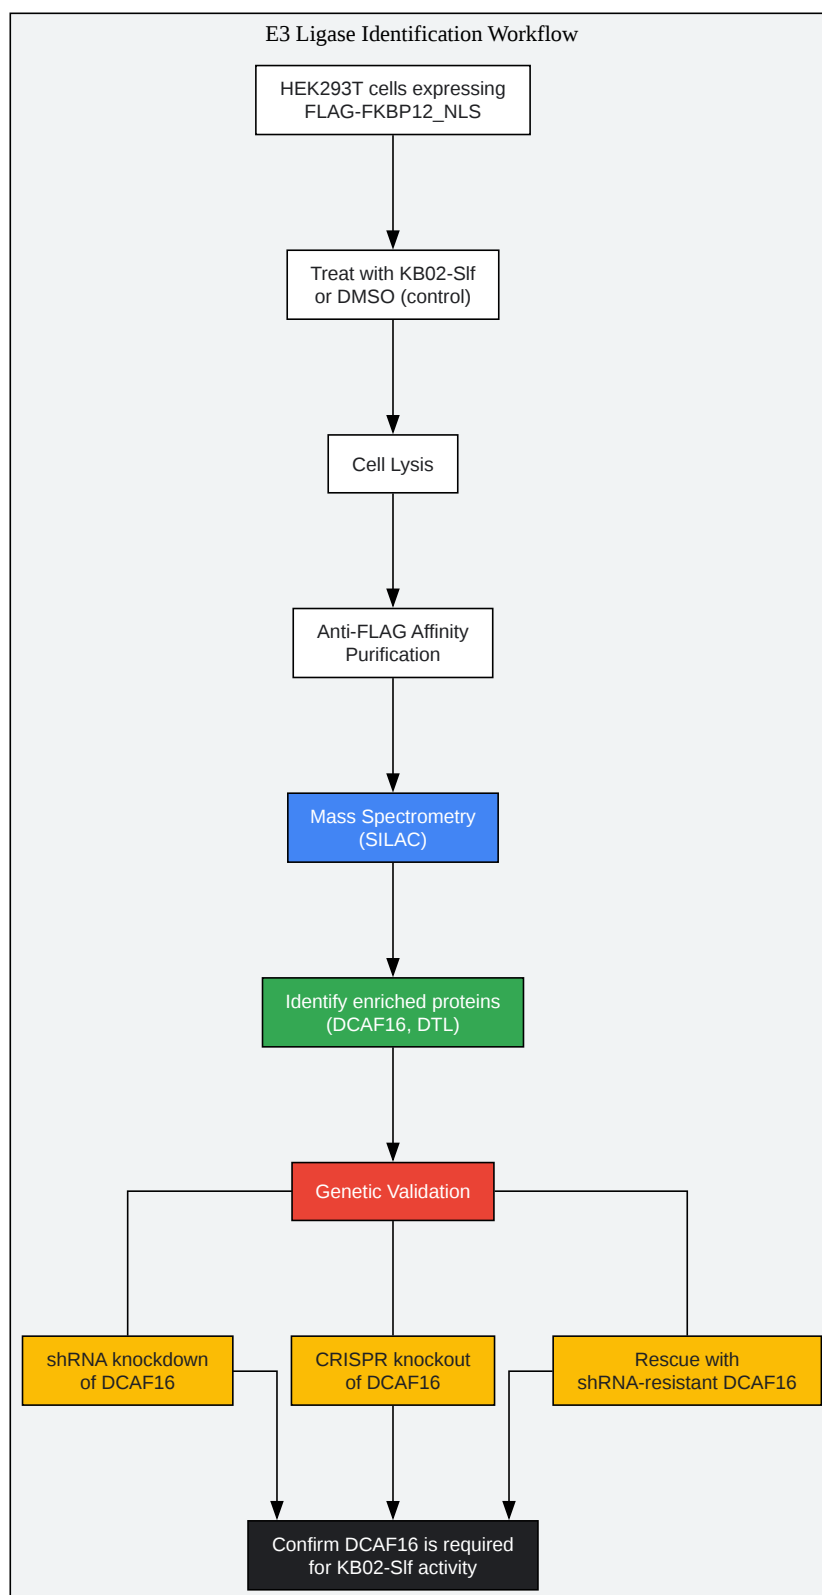 E3 Ligase Identification Workflow
HEK293T cells expressing
FLAG-FKBP12_NLS
Treat with KB02-Slf
or DMSO (control)
Cell Lysis
Anti-FLAG Affinity
Purification
Mass Spectrometry
(SILAC)
Identify enriched proteins
(DCAF16, DTL)
Genetic Validation
shRNA knockdown
of DCAF16
CRISPR knockout
of DCAF16
Rescue with
shRNA-resistant DCAF16
Confirm DCAF16 is required
for KB02-Slf activity